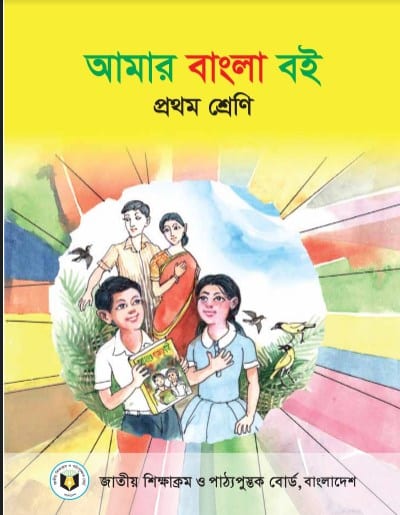 আমার বাংলা বই
প্রথম শ্রেণি
জাতীয় শিক্ষাক্রম ও পাঠ্যপুস্তক বোর্ড, বাংলাদেশ